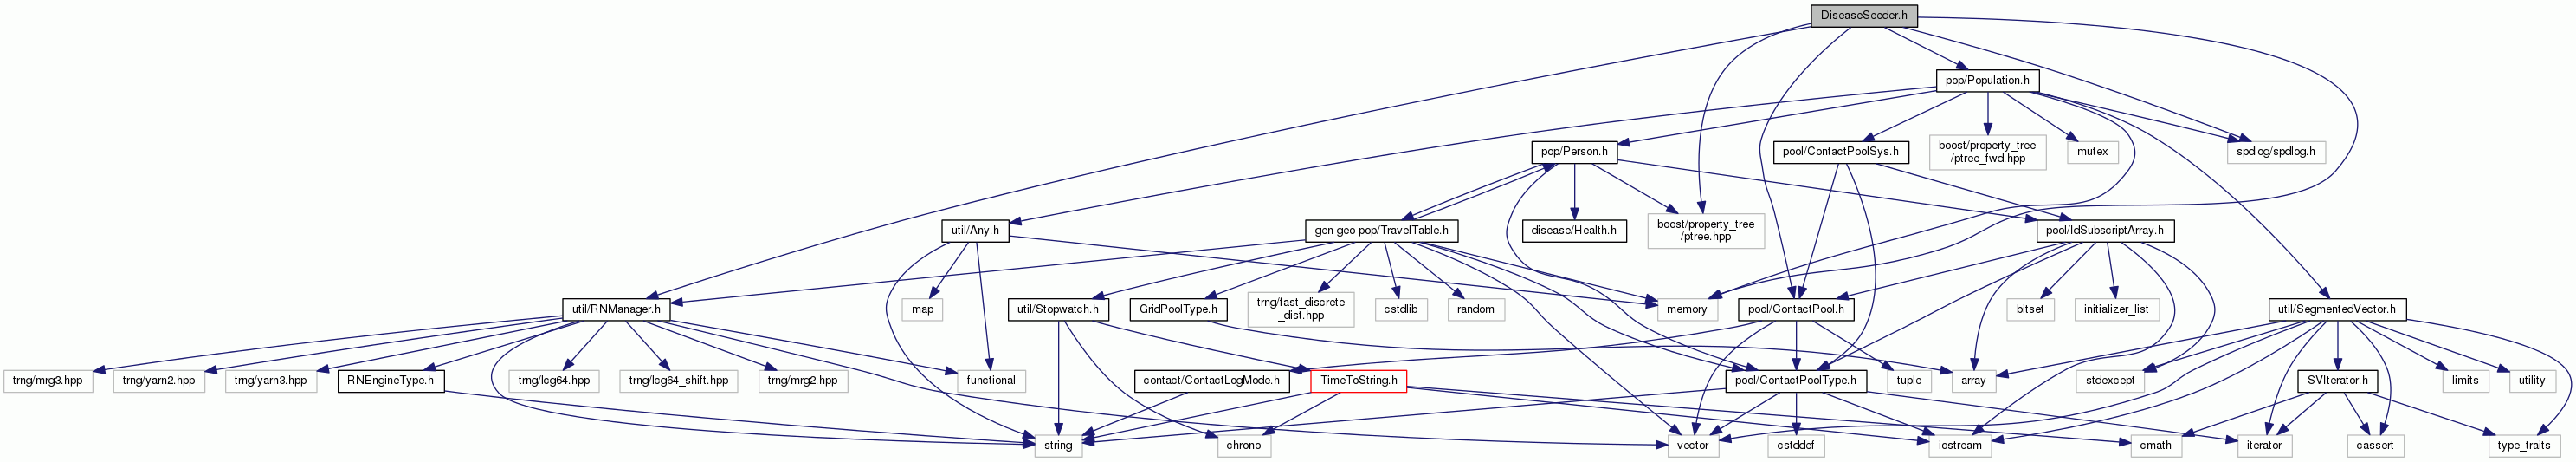 DiseaseSeeder.h
pop/Population.h
pop/Person.h
pool/ContactPoolSys.h
boost/property_tree
/ptree_fwd.hpp
mutex
spdlog/spdlog.h
util/Any.h
gen-geo-pop/TravelTable.h
disease/Health.h
boost/property_tree
/ptree.hpp
pool/IdSubscriptArray.h
util/RNManager.h
map
util/Stopwatch.h
GridPoolType.h
trng/fast_discrete
_dist.hpp
cstdlib
random
memory
pool/ContactPool.h
bitset
initializer_list
util/SegmentedVector.h
trng/mrg3.hpp
trng/yarn2.hpp
trng/yarn3.hpp
RNEngineType.h
trng/lcg64.hpp
trng/lcg64_shift.hpp
trng/mrg2.hpp
functional
contact/ContactLogMode.h
TimeToString.h
pool/ContactPoolType.h
tuple
array
stdexcept
SVIterator.h
limits
utility
string
chrono
vector
cstddef
iostream
cmath
iterator
cassert
type_traits